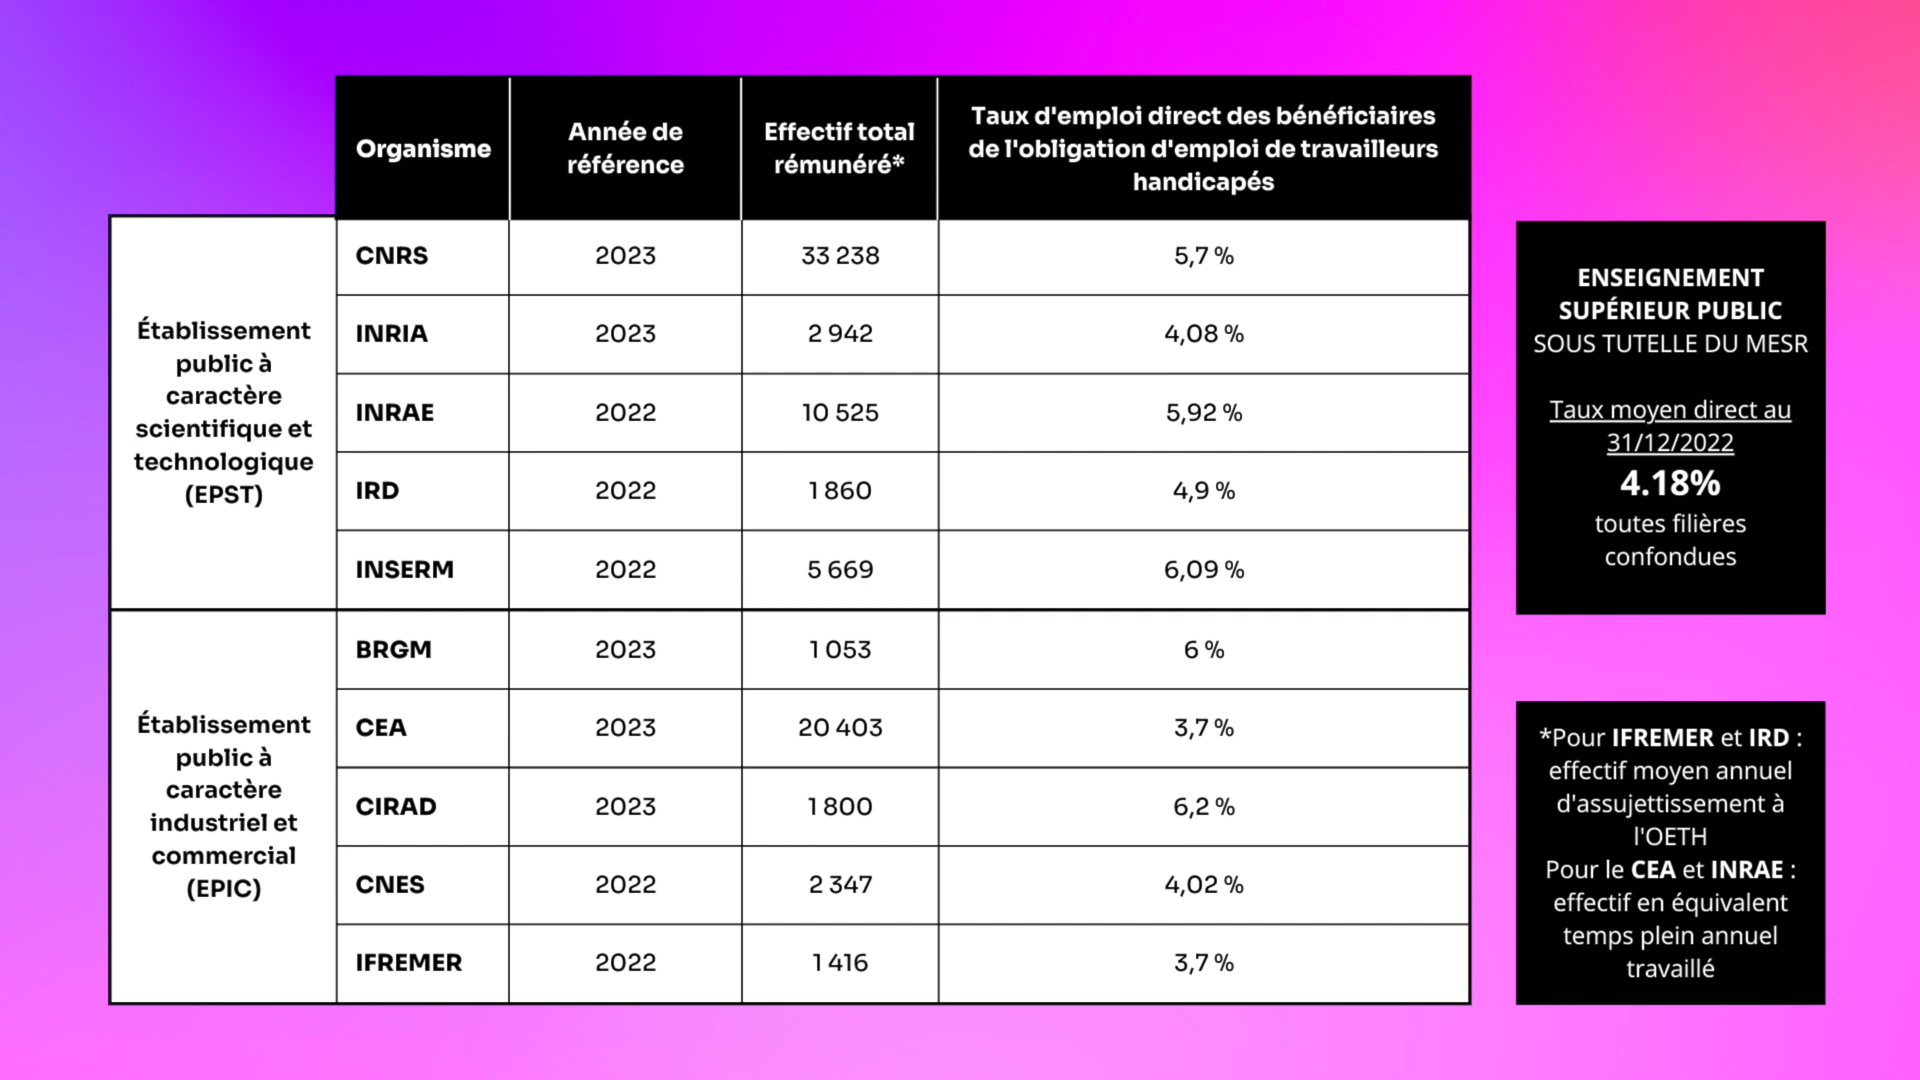 Organisme
Année de
référence
Effectif total
rémunéré*
Taux d'emploi direct des bénéficiaires
de l'obligation d'emploi de travailleurs
handicapés
Établissement
public à
caractère
scientifique et
technologique
(EPST)
CNRS 2023 33 238 5,7 %
INRIA 2023 2 942 4,08 %
INRAE 2022 10 525 5,92 %
IRD 2022 1 860 4,9 %
INSERM 2022 5 669 6,09 %
Établissement
public à
caractère
industriel et
commercial
(EPIC)
BRGM 2023 1 053 6 %
CEA 2023 20 403 3,7 %
CIRAD 2023 1 800 6,2 %
CNES 2022 2 347 4,02 %
IFREMER 2022 1 416 3,7 %
ENSEIGNEMENT
SUPÉRIEUR PUBLIC
SOUS TUTELLE DU MESR
Taux moyen direct au
31/12/2022
4.18%
toutes filières
confondues
*Pour IFREMER et IRD :
effectif moyen annuel
d'assujettissement à
l'OETH
Pour le CEA et INRAE :
effectif en équivalent
temps plein annuel
travaillé